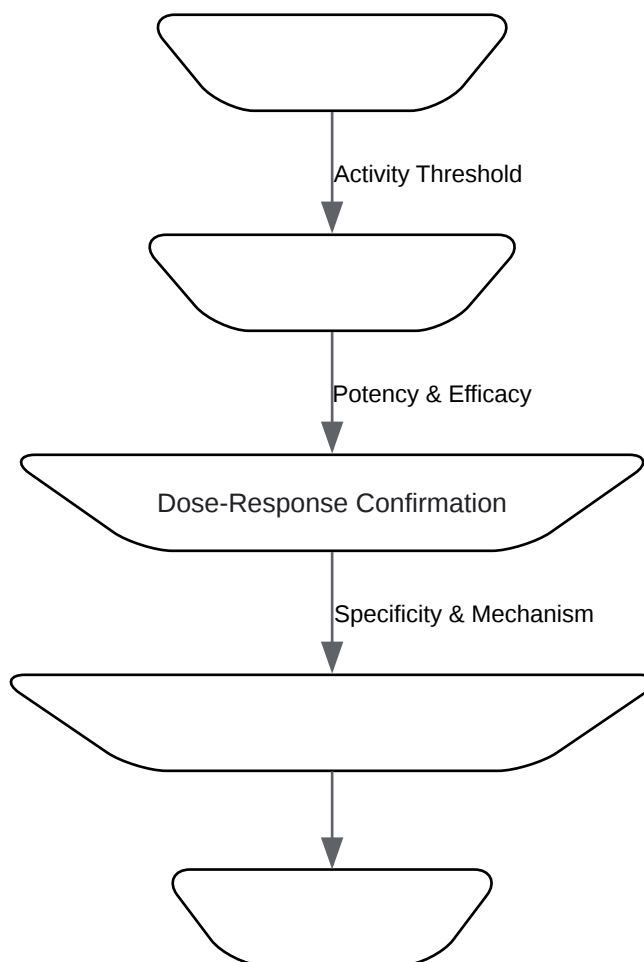 Activity Threshold
Potency & Efficacy
Dose-Response Confirmation
Specificity & Mechanism